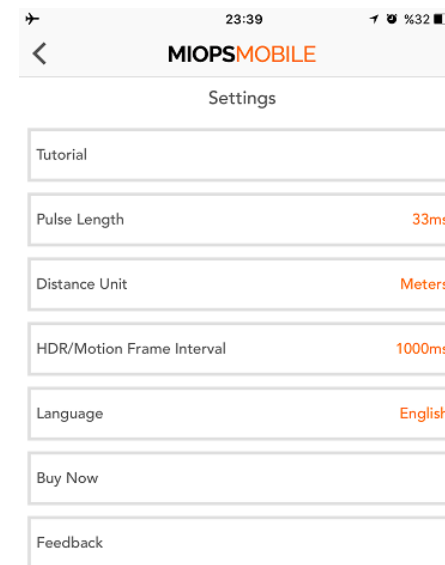 23:39 %32
MIOPSMOBILE
Settings
Tutorial
Pulse Length 33ms
Distance Unit Meters
HDR/Motion Frame Interval 1000ms
Language English
Buy Now
Feedback